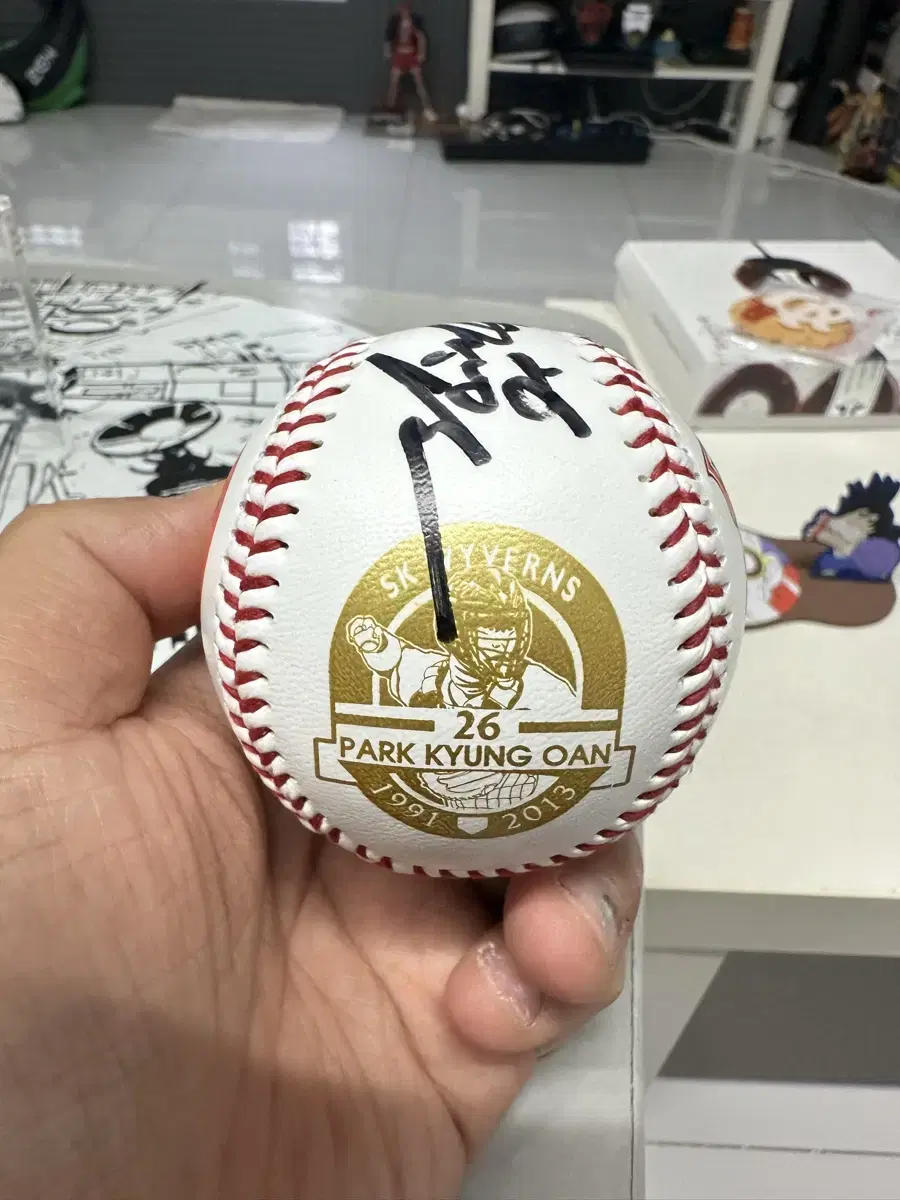 SK WYVERNS
26
PARK KYUNG OAN
1991 2013